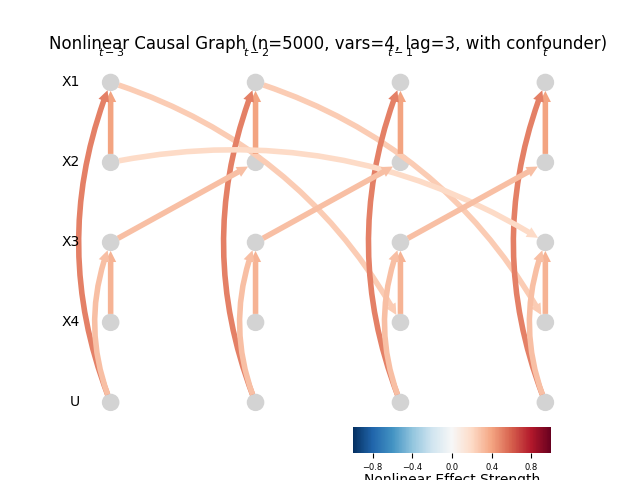 Nonlinear Causal Graph (n=5000, vars=4, lag=3, with confounder)
t − 3 t − 2 t − 1 t
X1
X2
X3
X4
U
−0.8 −0.4 0.0 0.4 0.8
Nonlinear Effect Strength